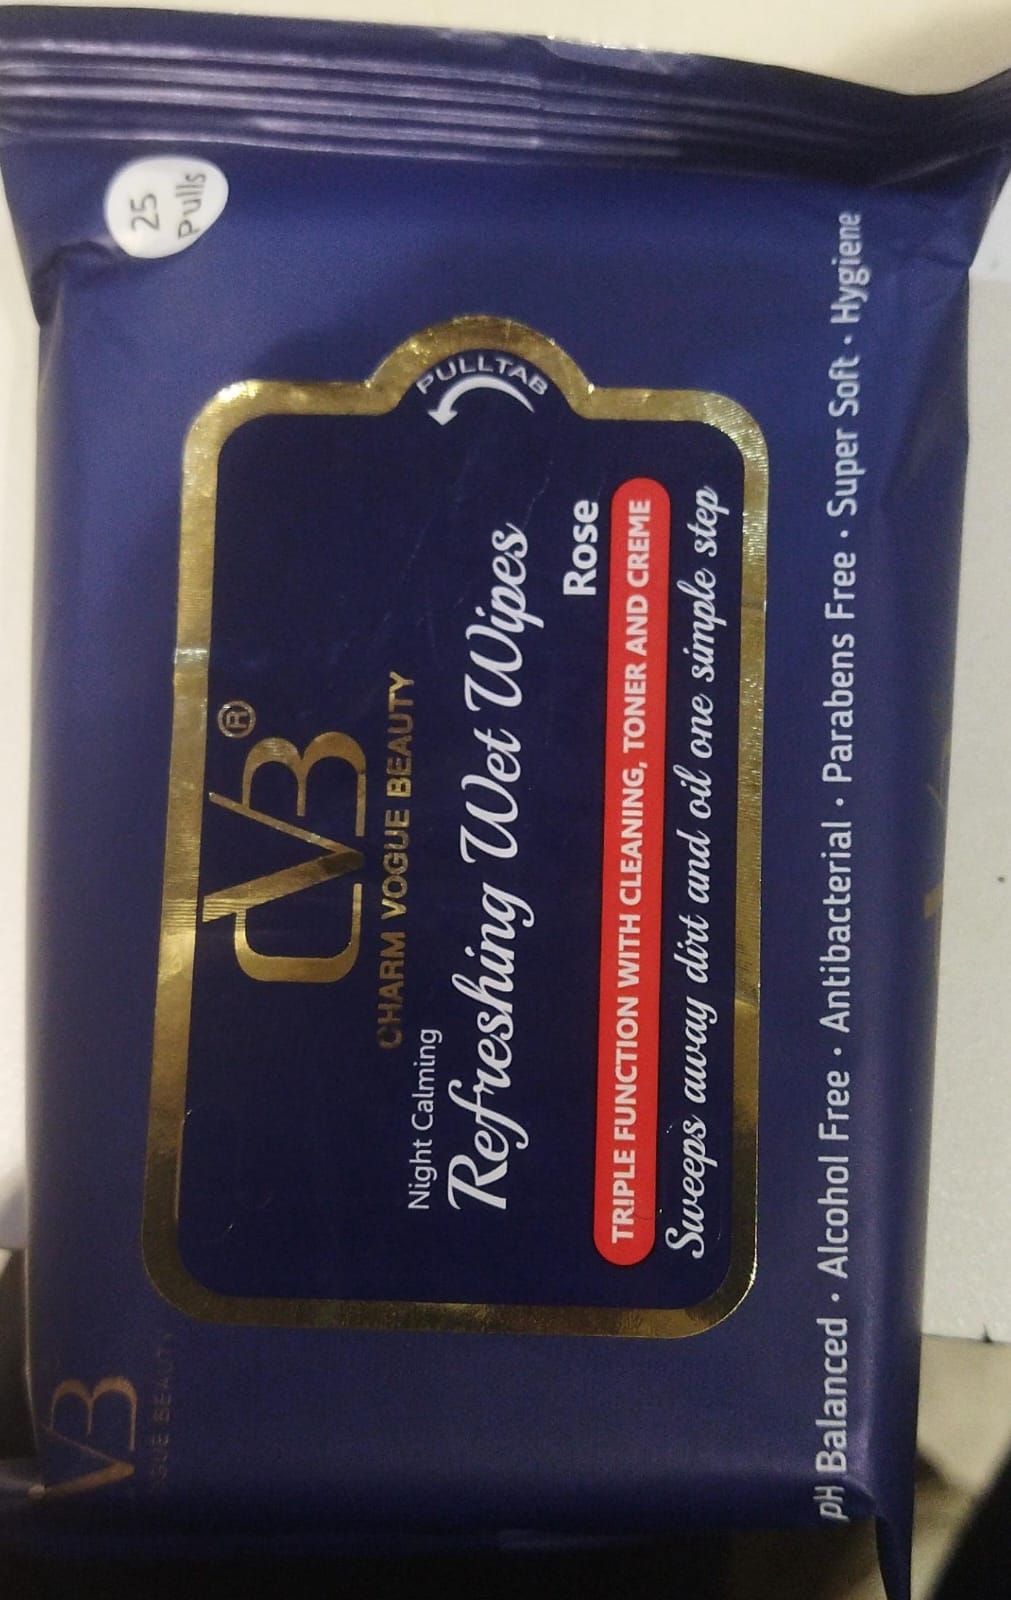 25
Pulls
PULLTAB
CVB®
CHARM VOGUE BEAUTY
Night Calming
Refreshing Wet Wipes
Rose
TRIPLE FUNCTION WITH CLEANING, TONER AND CREME
Sweeps away dirt and oil one simple step
pH Balanced • Alcohol Free • Antibacterial • Parabens Free • Super Soft • Hygiene
VB
BEAUTY